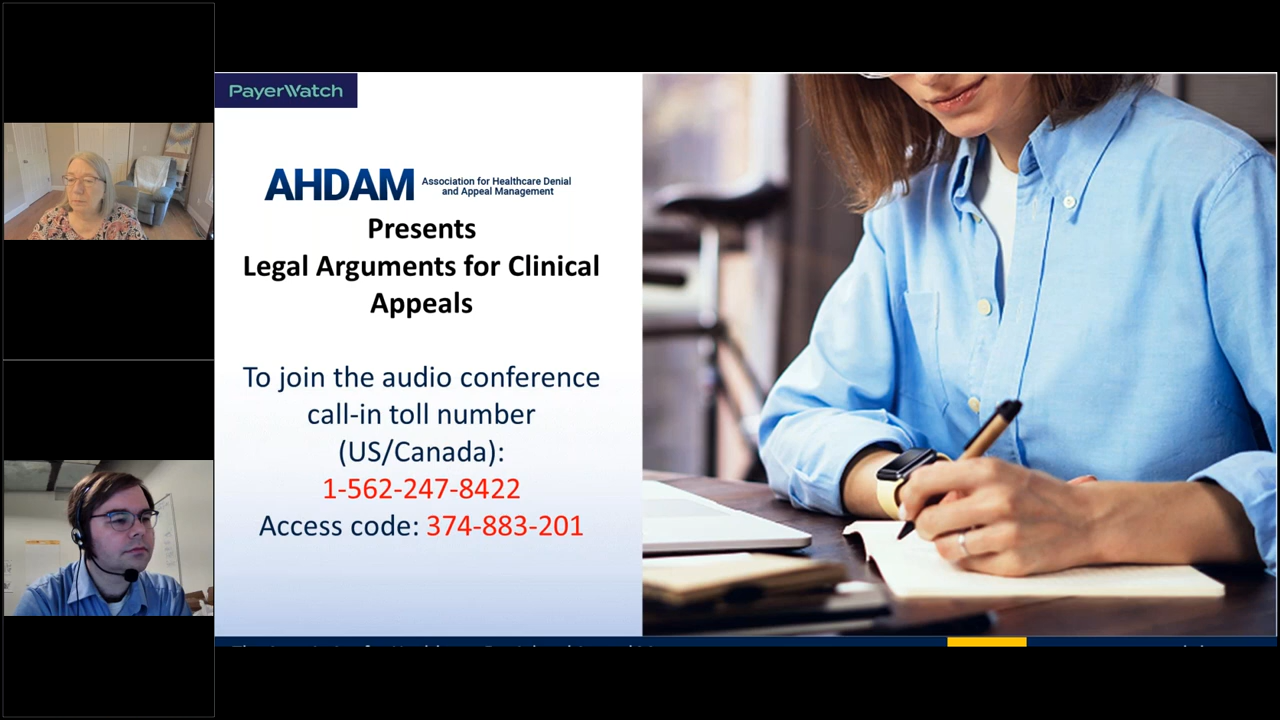 PayerWatch
AHDAM Association for Healthcare Denial
and Appeal Management
Presents
Legal Arguments for Clinical
Appeals
To join the audio conference
call-in toll number
(US/Canada):
1-562-247-8422
Access code: 374-883-201